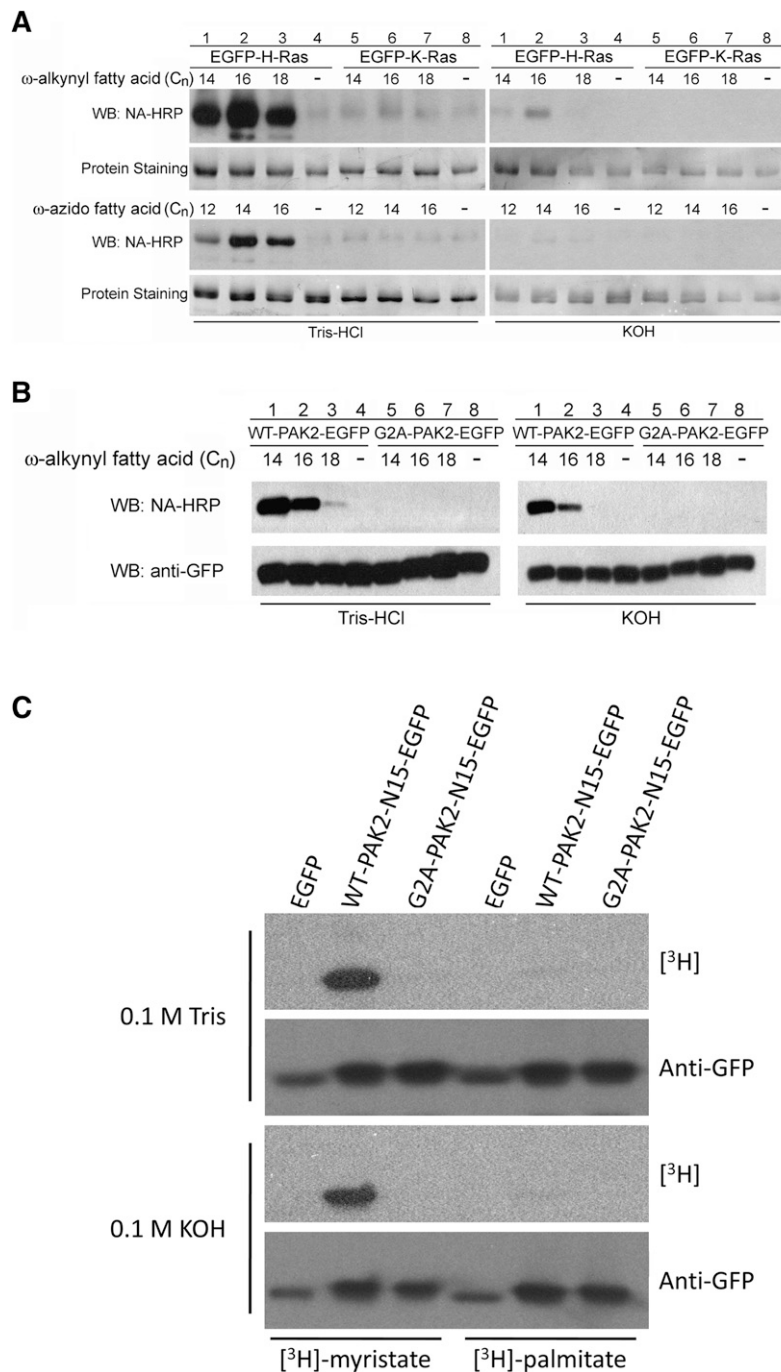 A
1 2 3 4 5 6 7 8 1 2 3 4 5 6 7 8
EGFP-H-Ras EGFP-K-Ras EGFP-H-Ras EGFP-K-Ras
ω-alkynyl fatty acid (Cn) 14 16 18 - 14 16 18 - 14 16 18 - 14 16 18 -
WB: NA-HRP
Protein Staining
ω-azido fatty acid (Cn) 12 14 16 - 12 14 16 - 12 14 16 - 12 14 16 -
WB: NA-HRP
Protein Staining
Tris-HCl KOH
B
1 2 3 4 5 6 7 8 1 2 3 4 5 6 7 8
WT-PAK2-EGFP G2A-PAK2-EGFP WT-PAK2-EGFP G2A-PAK2-EGFP
ω-alkynyl fatty acid (Cn) 14 16 18 - 14 16 18 - 14 16 18 - 14 16 18 -
WB: NA-HRP
WB: anti-GFP
Tris-HCl KOH
C
EGFP WT-PAK2-N15-EGFP G2A-PAK2-N15-EGFP EGFP WT-PAK2-N15-EGFP G2A-PAK2-N15-EGFP
[³H]
0.1 M Tris
Anti-GFP
[³H]
0.1 M KOH
Anti-GFP
[³H]-myristate [³H]-palmitate